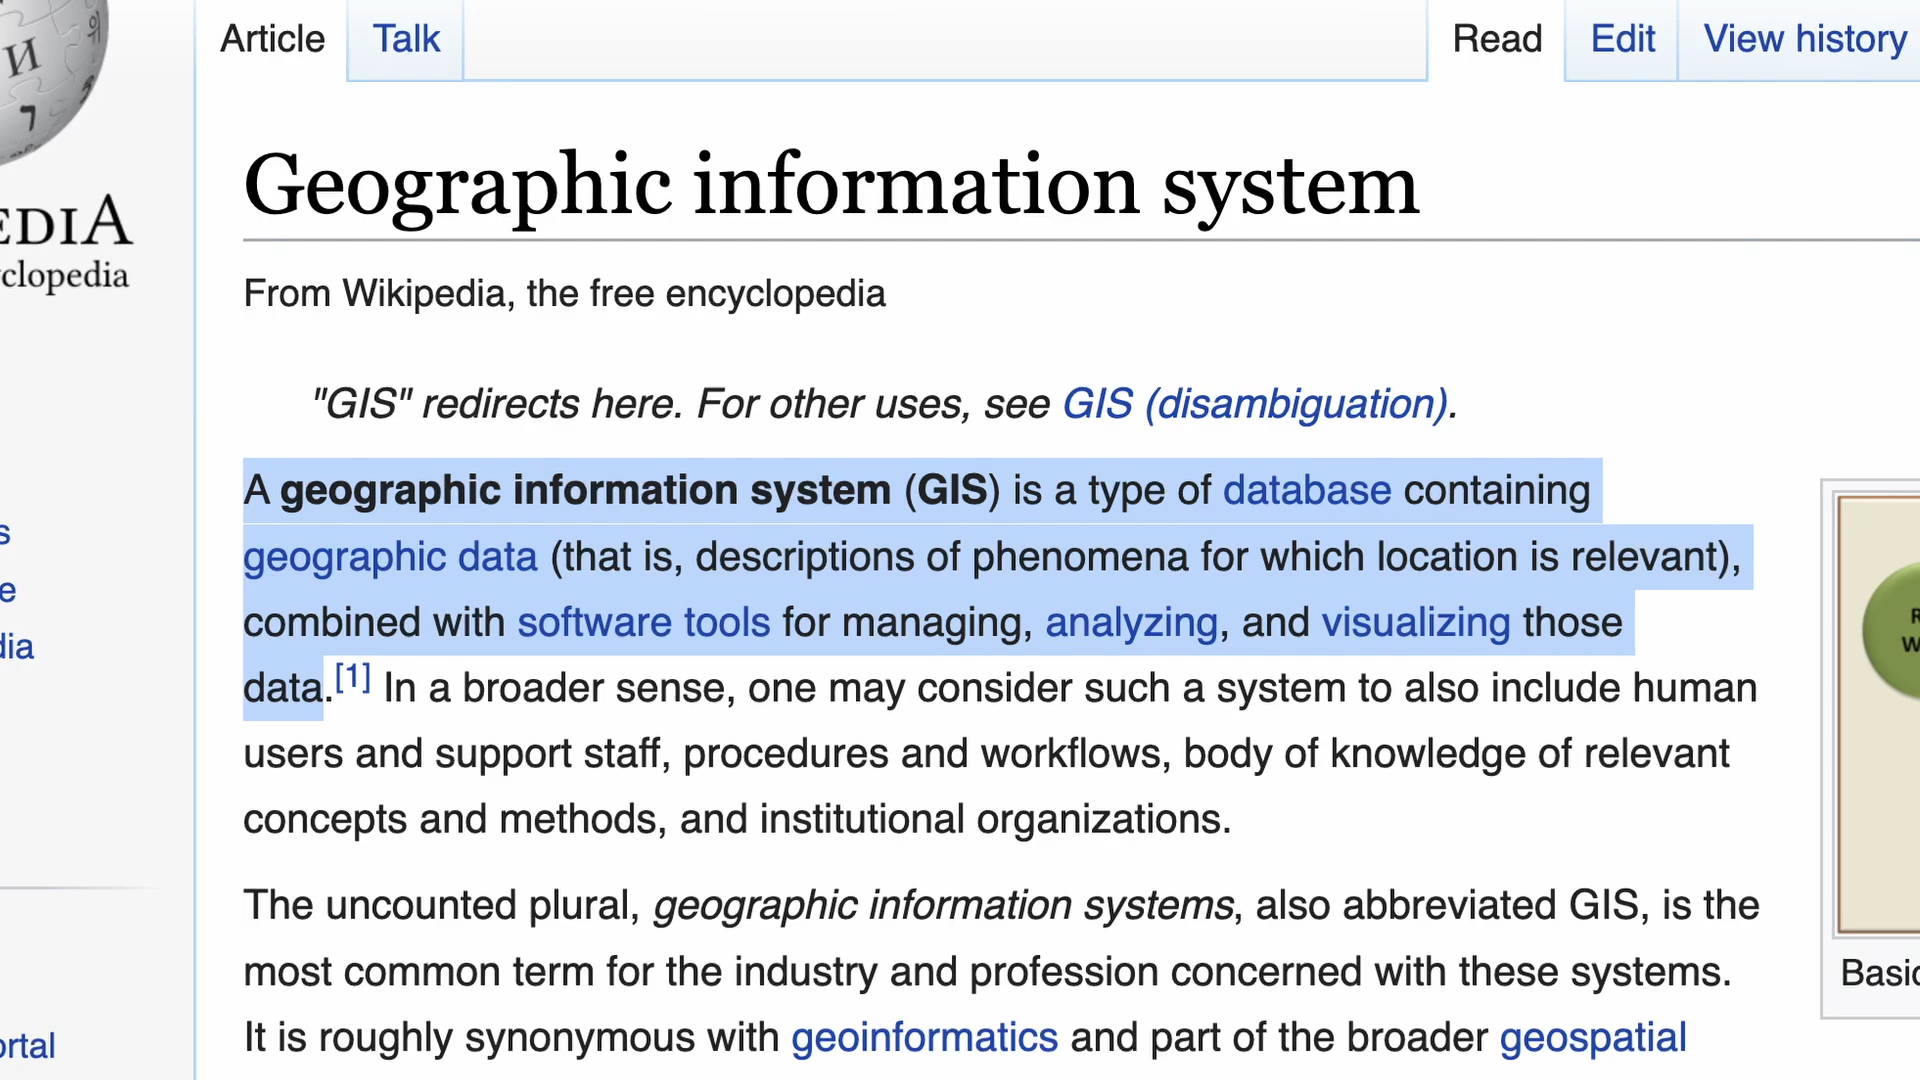 Article Talk Read Edit View history
EDIA
clopedia
Geographic information system
From Wikipedia, the free encyclopedia
"GIS" redirects here. For other uses, see GIS (disambiguation).
A geographic information system (GIS) is a type of database containing
geographic data (that is, descriptions of phenomena for which location is relevant),
combined with software tools for managing, analyzing, and visualizing those
data.[1] In a broader sense, one may consider such a system to also include human
users and support staff, procedures and workflows, body of knowledge of relevant
concepts and methods, and institutional organizations.
The uncounted plural, geographic information systems, also abbreviated GIS, is the
most common term for the industry and profession concerned with these systems.
It is roughly synonymous with geoinformatics and part of the broader geospatial
s
e
dia
ortal
R
W
Basic